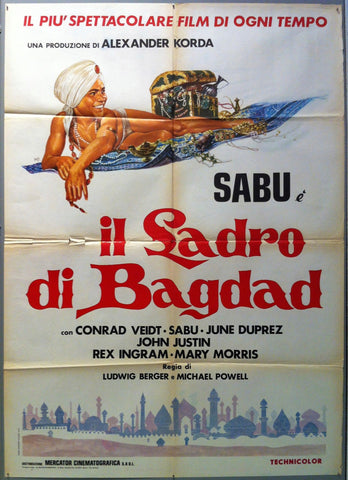 IL PIU' SPETTACOLARE FILM DI OGNI TEMPO
UNA PRODUZIONE DI ALEXANDER KORDA
SABU è
il Ladro
di Bagdad
con CONRAD VEIDT · SABU · JUNE DUPREZ
JOHN JUSTIN
REX INGRAM · MARY MORRIS
Regia di
LUDWIG BERGER e MICHAEL POWELL
DISTRIBUZIONE MERCATOR CINEMATOGRAFICA S.R.L.
TECHNICOLOR